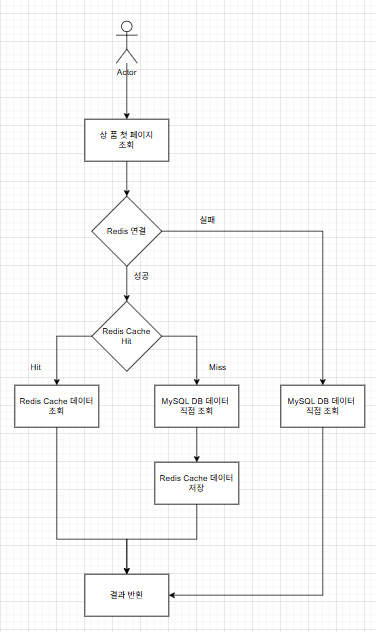 Actor
상 품 첫 페이지
조회
실패
Redis 연결
성공
Redis Cache
Hit
Hit
Miss
Redis Cache 데이터
조회
MySQL DB 데이터
직접 조회
MySQL DB 데이터
직접 조회
Redis Cache 데이터
저장
결과 반환